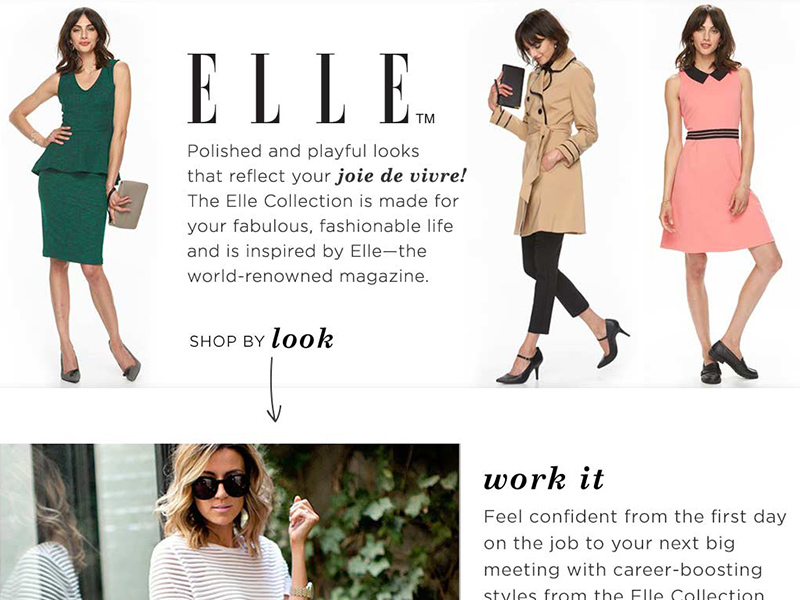 ELLE™
Polished and playful looks
that reflect your joie de vivre!
The Elle Collection is made for
your fabulous, fashionable life
and is inspired by Elle—the
world-renowned magazine.
SHOP BY look
work it
Feel confident from the first day
on the job to your next big
meeting with career-boosting
styles from the Elle Collection